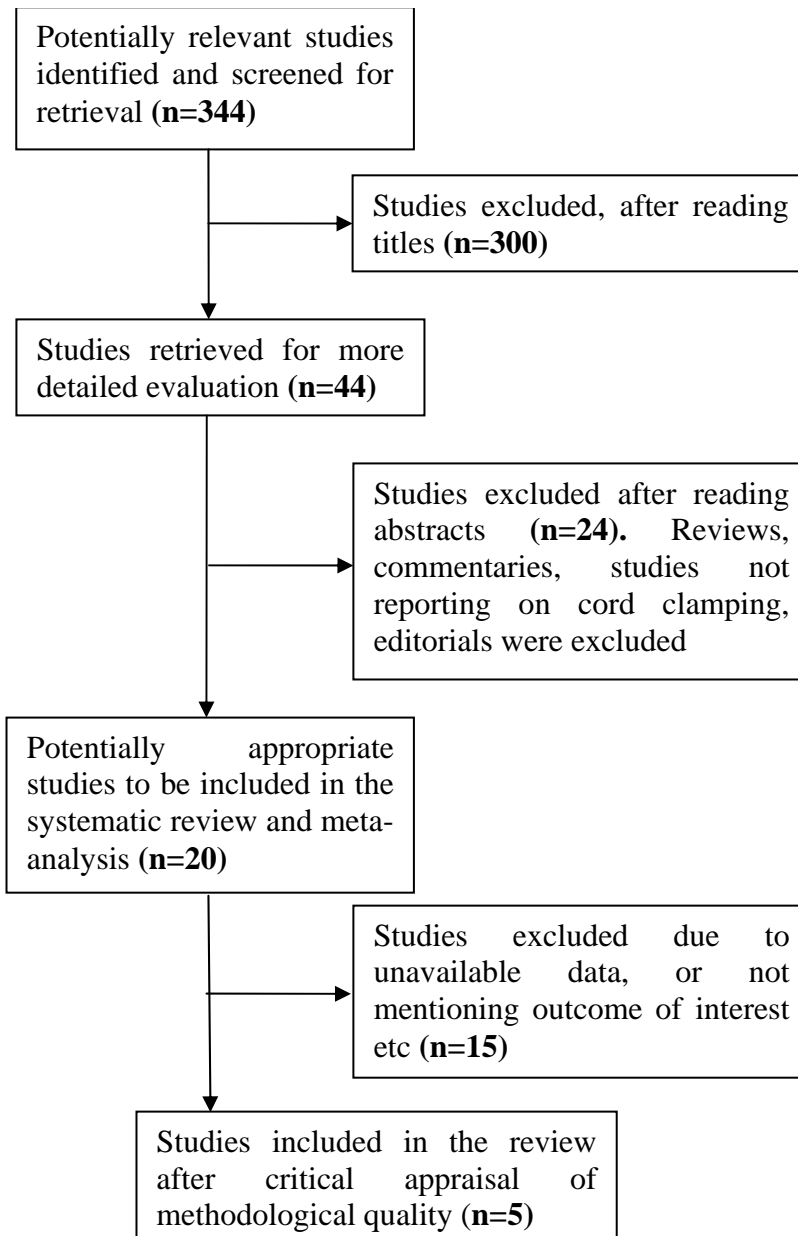 Potentially relevant studies
identified and screened for
retrieval (n=344)
Studies excluded, after reading
titles (n=300)
Studies retrieved for more
detailed evaluation (n=44)
Studies excluded after reading
abstracts (n=24). Reviews,
commentaries, studies not
reporting on cord clamping,
editorials were excluded
Potentially appropriate
studies to be included in the
systematic review and meta-
analysis (n=20)
Studies excluded due to
unavailable data, or not
mentioning outcome of interest
etc (n=15)
Studies included in the review
after critical appraisal of
methodological quality (n=5)